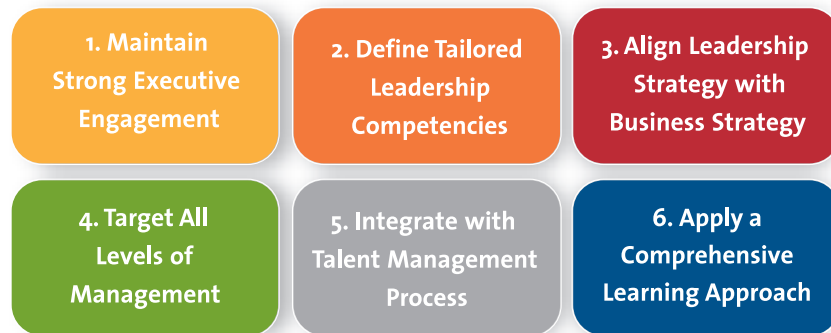 1. Maintain
Strong Executive
Engagement
2. Define Tailored
Leadership
Competencies
3. Align Leadership
Strategy with
Business Strategy
4. Target All
Levels of
Management
5. Integrate with
Talent Management
Process
6. Apply a
Comprehensive
Learning Approach